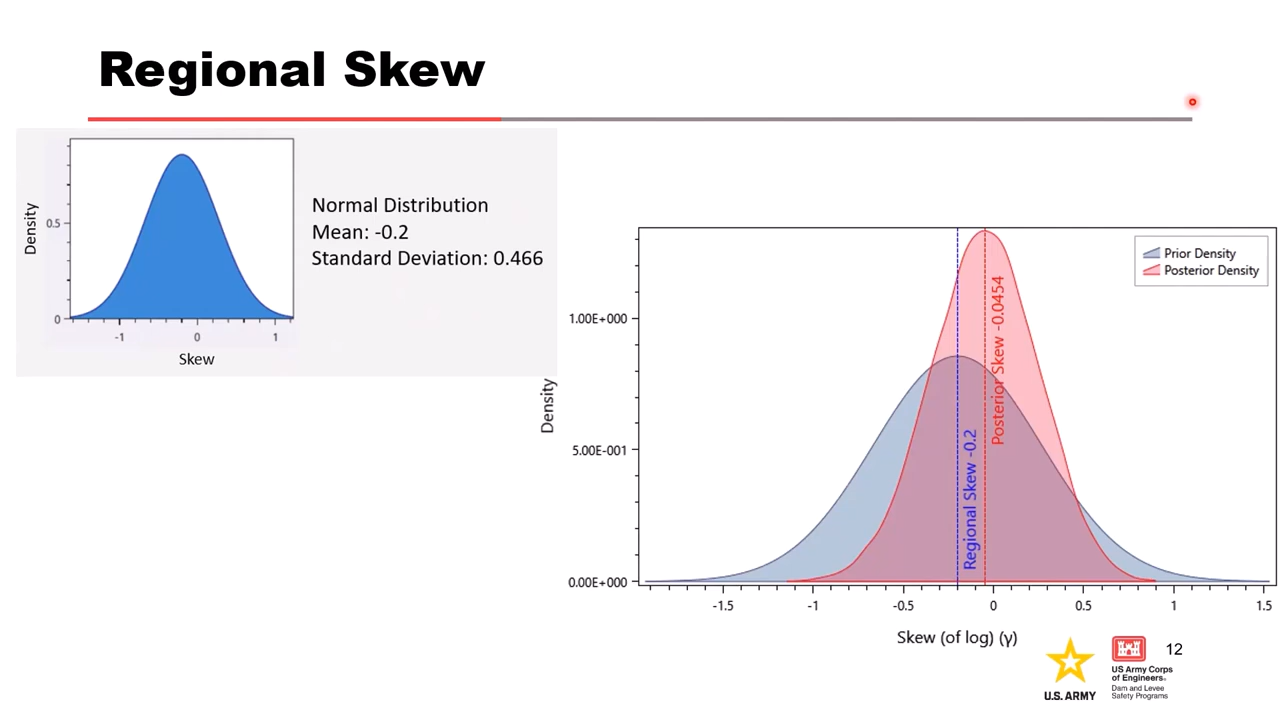 Regional Skew
Density
0.5
0
-1
0
1
Skew
Normal Distribution
Mean: -0.2
Standard Deviation: 0.466
Density
1.00E+000
5.00E-001
0.00E+000
-1.5
-1
-0.5
0
0.5
1
1.5
Skew (of log) (γ)
Regional Skew -0.2
Posterior Skew -0.0454
Prior Density
Posterior Density
U.S. ARMY
US Army Corps
of Engineers®
Dam and Levee
Safety Programs
12